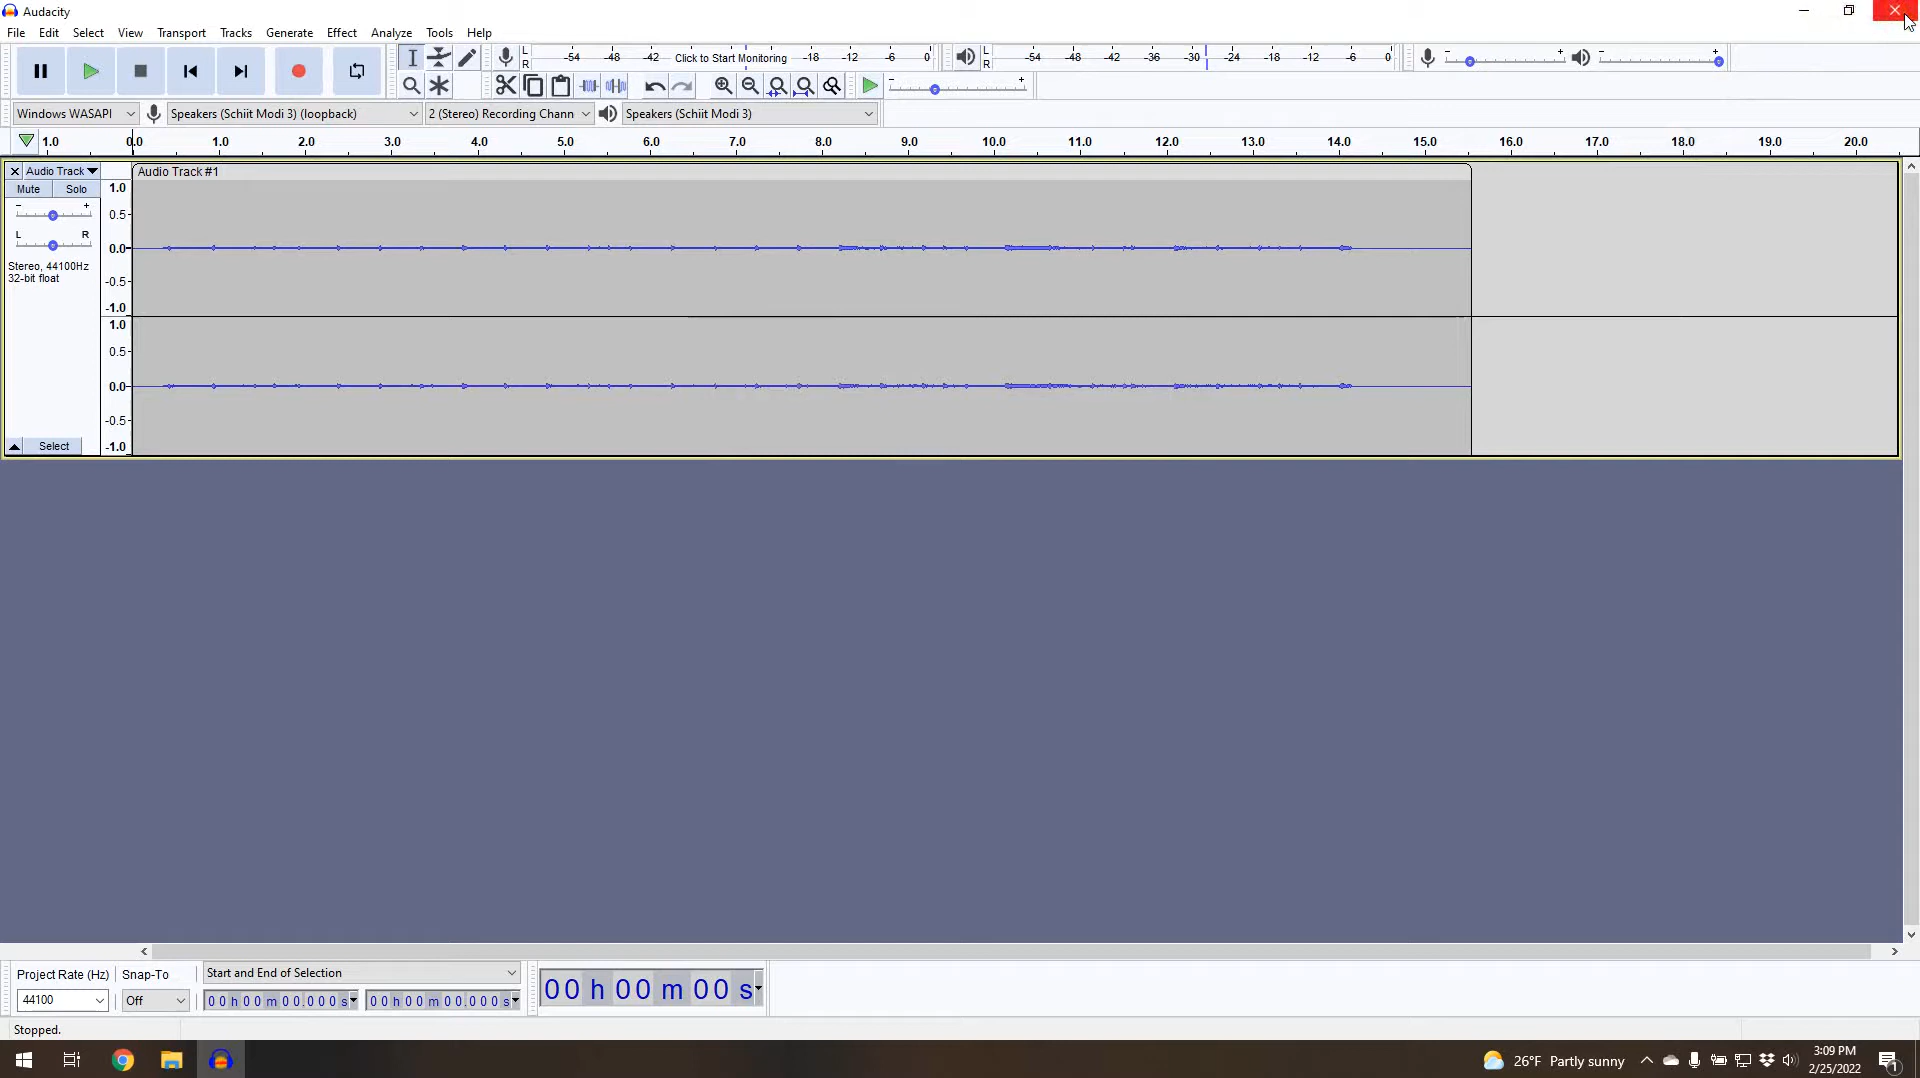 Audacity
File Edit Select View Transport Tracks Generate Effect Analyze Tools Help
L
R
-54 -48 -42 Click to Start Monitoring -18 -12 -6 0
L
R
-54 -48 -42 -36 -30 -24 -18 -12 -6 0
- +
- +
- +
Windows WASAPI
Speakers (Schiit Modi 3) (loopback)
2 (Stereo) Recording Chann
Speakers (Schiit Modi 3)
1.0 0.0 1.0 2.0 3.0 4.0 5.0 6.0 7.0 8.0 9.0 10.0 11.0 12.0 13.0 14.0 15.0 16.0 17.0 18.0 19.0 20.0
Audio Track
Audio Track #1
Mute Solo
- +
L R
Stereo, 44100Hz
32-bit float
1.0
0.5
0.0
-0.5
-1.0
1.0
0.5
0.0
-0.5
-1.0
Select
Project Rate (Hz) Snap-To Start and End of Selection
44100 Off 00 h 00 m 00.000 s 00 h 00 m 00.000 s
00 h 00 m 00 s
Stopped.
26°F Partly sunny
3:09 PM
2/25/2022
1